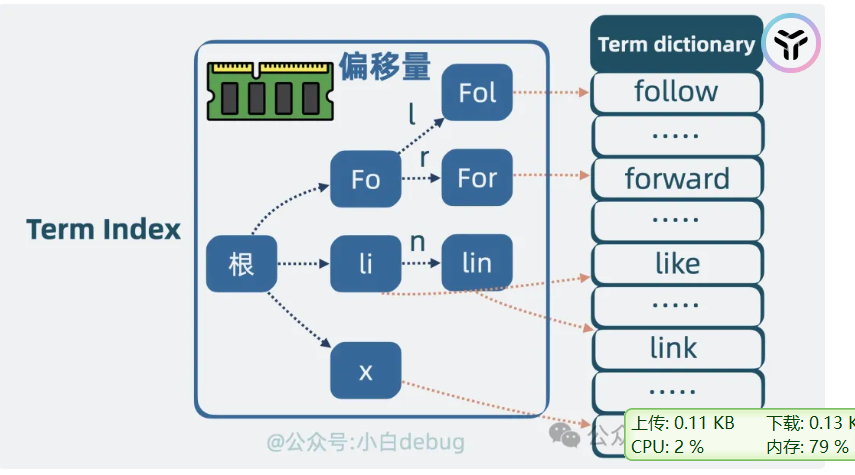 Term dictionary
偏移量
Fol
follow
l
.....
r
Fo
For
forward
.....
Term Index
n
根
li
lin
like
.....
link
x
.....
@公众号:小白debug
公众
上传: 0.11 KB 下载: 0.13 K
CPU: 2 % 内存: 79 %